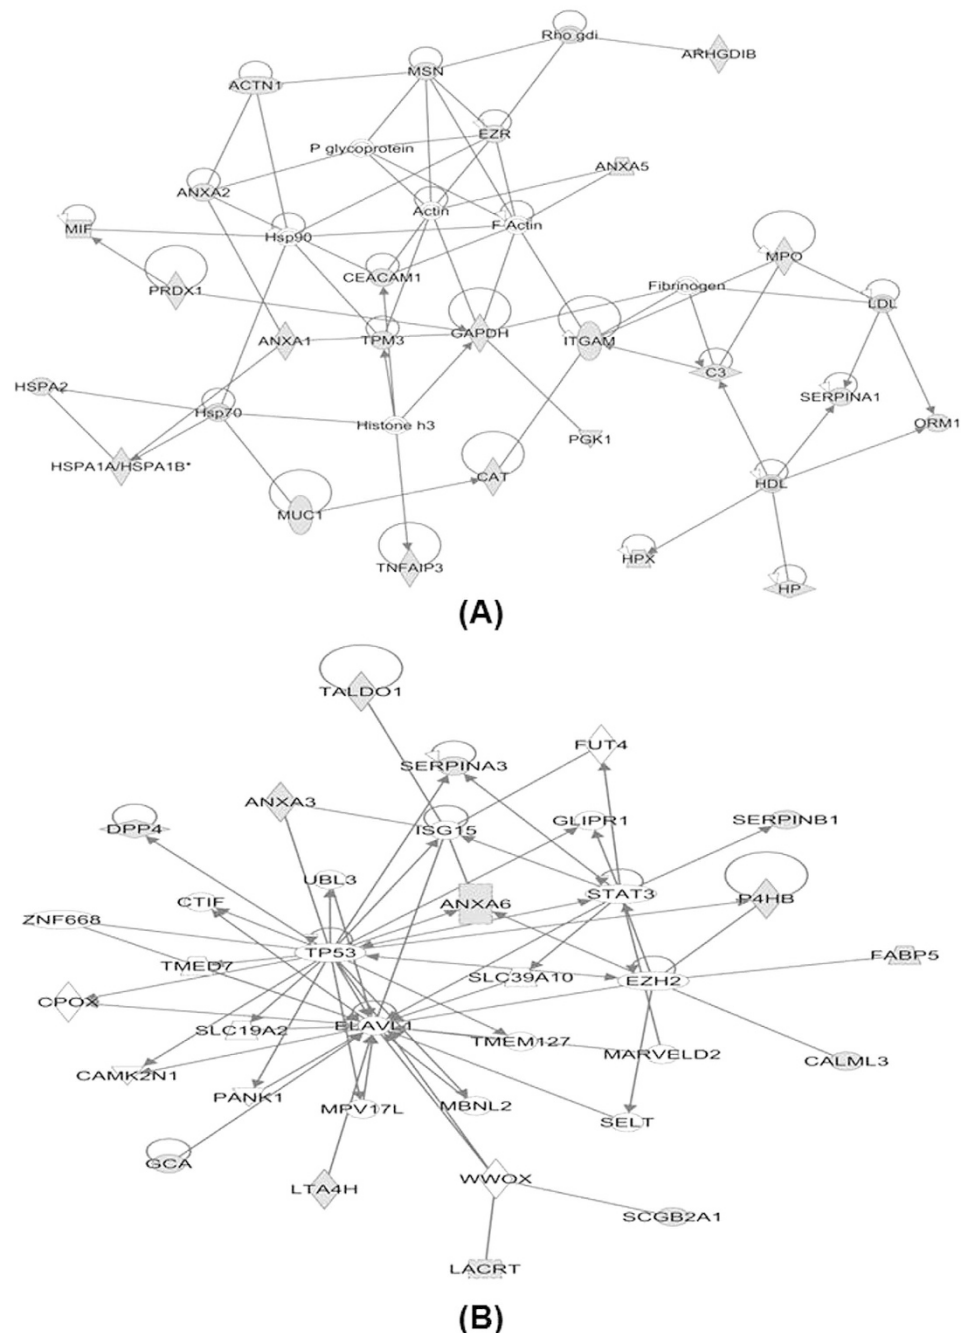 Rho gdi
ARHGDIB
MSN
ACTN1
EZR
P glycoprotein
ANXA5
ANXA2
Actin
F Actin
MIF
Hsp90
MPO
CEACAM1
Fibrinogen
PRDX1
LDL
GAPDH
ANXA1
TPM3
ITGAM
C3
HSPA2
SERPINA1
Hsp70
ORM1
Histone h3
PGK1
HSPA1A/HSPA1B*
CAT
HDL
MUC1
HPX
TNFAIP3
HP
(A)
TALDO1
FUT4
SERPINA3
ANXA3
DPP4
ISG15
GLIPR1
SERPINB1
UBL3
STAT3
CTIF
ANXA6
P4HB
ZNF668
TP53
FABP5
TMED7
SLC39A10
EZH2
CPOX
SLC19A2
ELAVL1
TMEM127
MARVELD2
CALML3
CAMK2N1
PANK1
MPV17L
MBNL2
SELT
GCA
WWOX
LTA4H
SCGB2A1
LACRT
(B)